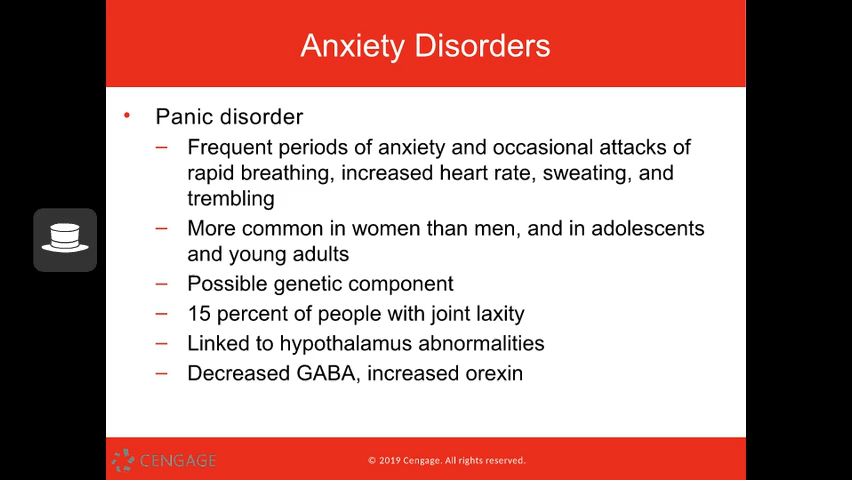 Anxiety Disorders
• Panic disorder
– Frequent periods of anxiety and occasional attacks of
rapid breathing, increased heart rate, sweating, and
trembling
– More common in women than men, and in adolescents
and young adults
– Possible genetic component
– 15 percent of people with joint laxity
– Linked to hypothalamus abnormalities
– Decreased GABA, increased orexin
CENGAGE
© 2019 Cengage. All rights reserved.